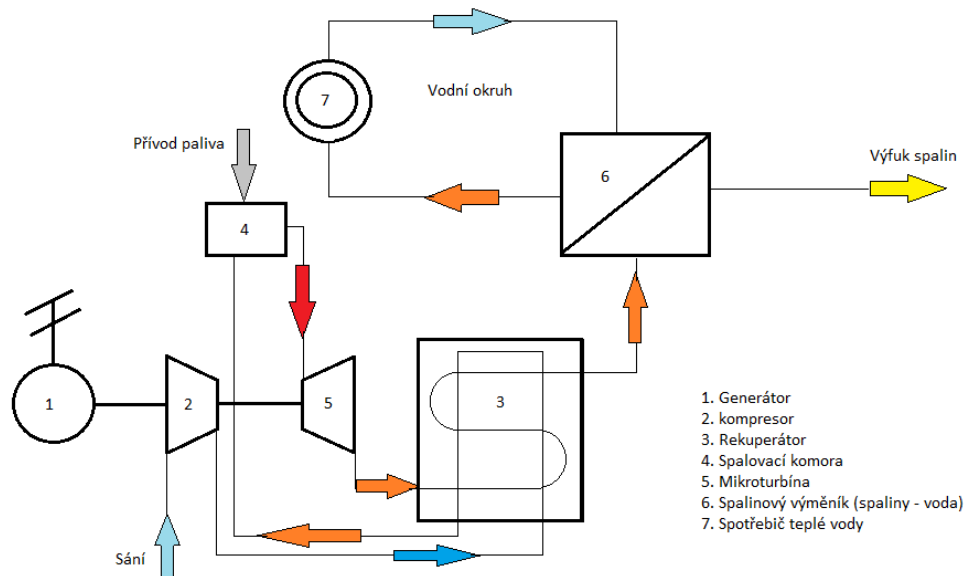 Vodní okruh
7
Přívod paliva
6
Výfuk spalin
4
1
2
5
3
Sání
1. Generátor
2. kompresor
3. Rekuperátor
4. Spalovací komora
5. Mikroturbína
6. Spalinový výměník (spaliny - voda)
7. Spotřebič teplé vody